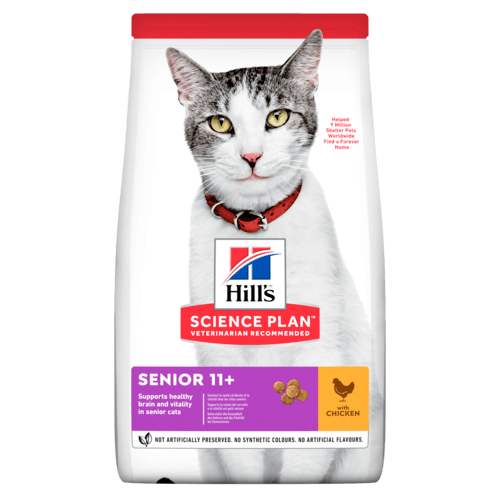 Helped
9 Million
Shelter Pets
Worldwide
Find a Forever
Home
Hill's
SCIENCE PLAN™
VETERINARIAN RECOMMENDED
SENIOR 11+
Supports healthy
brain and vitality
in senior cats
with
CHICKEN
NOT ARTIFICIALLY PRESERVED. NO SYNTHETIC COLOURS. NO ARTIFICIAL FLAVOURS.